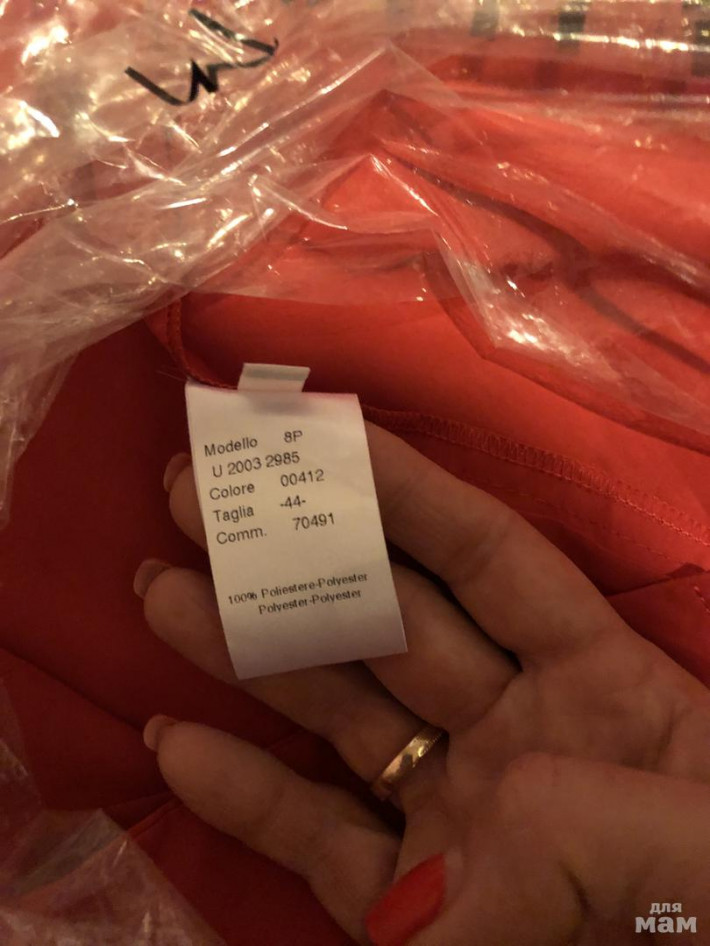 Modello 8P
U 2003 2985
Colore 00412
Taglia -44-
Comm. 70491
100% Poliestere-Polyester
Polyester-Polyester
для
мам